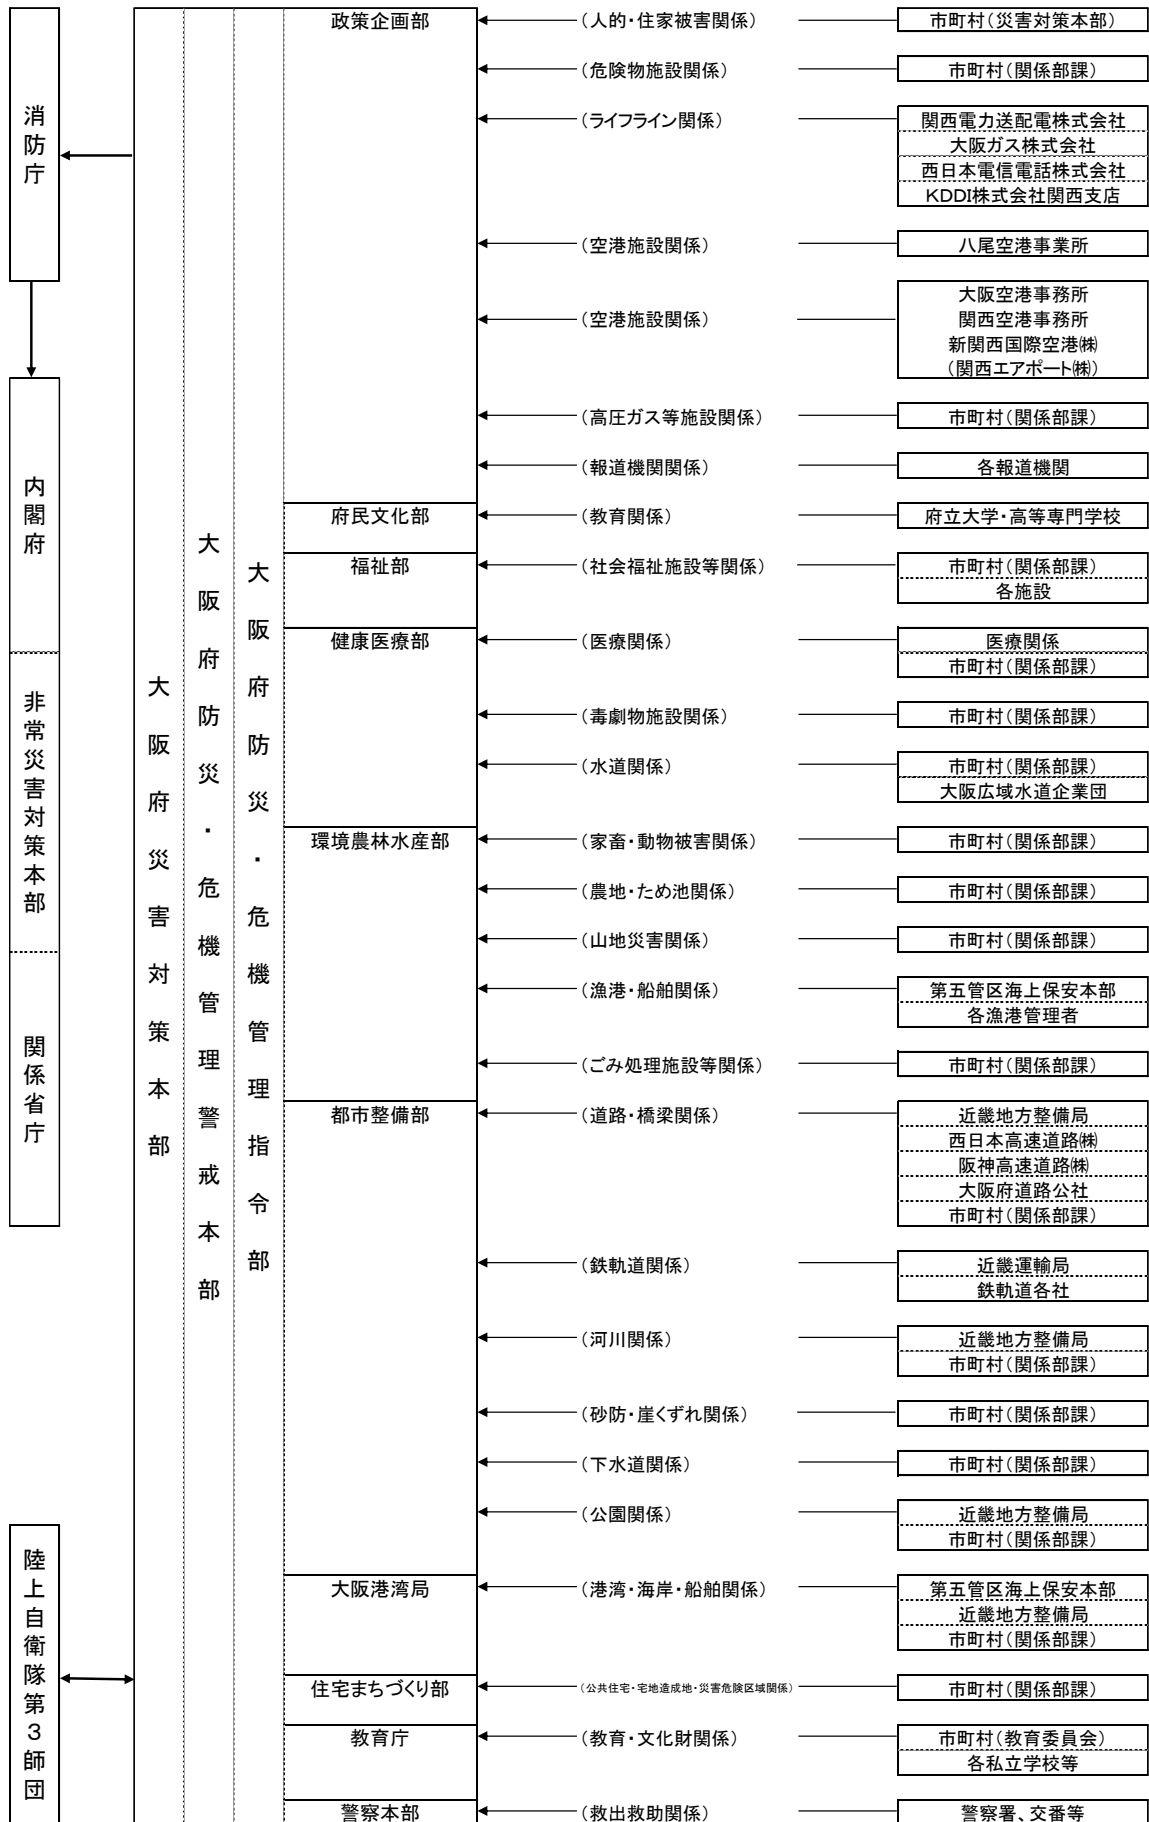 消防庁
内閣府
非常災害対策本部
関係省庁
陸上自衛隊第3師団
大阪府災害対策本部
大阪府防災・危機管理警戒本部
大阪府防災・危機管理指令部
政策企画部
(人的・住家被害関係)
市町村(災害対策本部)
(危険物施設関係)
市町村(関係部課)
(ライフライン関係)
関西電力送配電株式会社
大阪ガス株式会社
西日本電信電話株式会社
KDDI株式会社関西支店
(空港施設関係)
八尾空港事業所
(空港施設関係)
大阪空港事務所
関西空港事務所
新関西国際空港㈱
(関西エアポート㈱)
(高圧ガス等施設関係)
市町村(関係部課)
(報道機関関係)
各報道機関
府民文化部
(教育関係)
府立大学・高等専門学校
福祉部
(社会福祉施設等関係)
市町村(関係部課)
各施設
健康医療部
(医療関係)
医療関係
市町村(関係部課)
(毒劇物施設関係)
市町村(関係部課)
(水道関係)
市町村(関係部課)
大阪広域水道企業団
環境農林水産部
(家畜・動物被害関係)
市町村(関係部課)
(農地・ため池関係)
市町村(関係部課)
(山地災害関係)
市町村(関係部課)
(漁港・船舶関係)
第五管区海上保安本部
各漁港管理者
(ごみ処理施設等関係)
市町村(関係部課)
都市整備部
(道路・橋梁関係)
近畿地方整備局
西日本高速道路㈱
阪神高速道路㈱
大阪府道路公社
市町村(関係部課)
(鉄軌道関係)
近畿運輸局
鉄軌道各社
(河川関係)
近畿地方整備局
市町村(関係部課)
(砂防・崖くずれ関係)
市町村(関係部課)
(下水道関係)
市町村(関係部課)
(公園関係)
近畿地方整備局
市町村(関係部課)
大阪港湾局
(港湾・海岸・船舶関係)
第五管区海上保安本部
近畿地方整備局
市町村(関係部課)
住宅まちづくり部
(公共住宅・宅地造成地・災害危険区域関係)
市町村(関係部課)
教育庁
(教育・文化財関係)
市町村(教育委員会)
各私立学校等
警察本部
(救出救助関係)
警察署、交番等